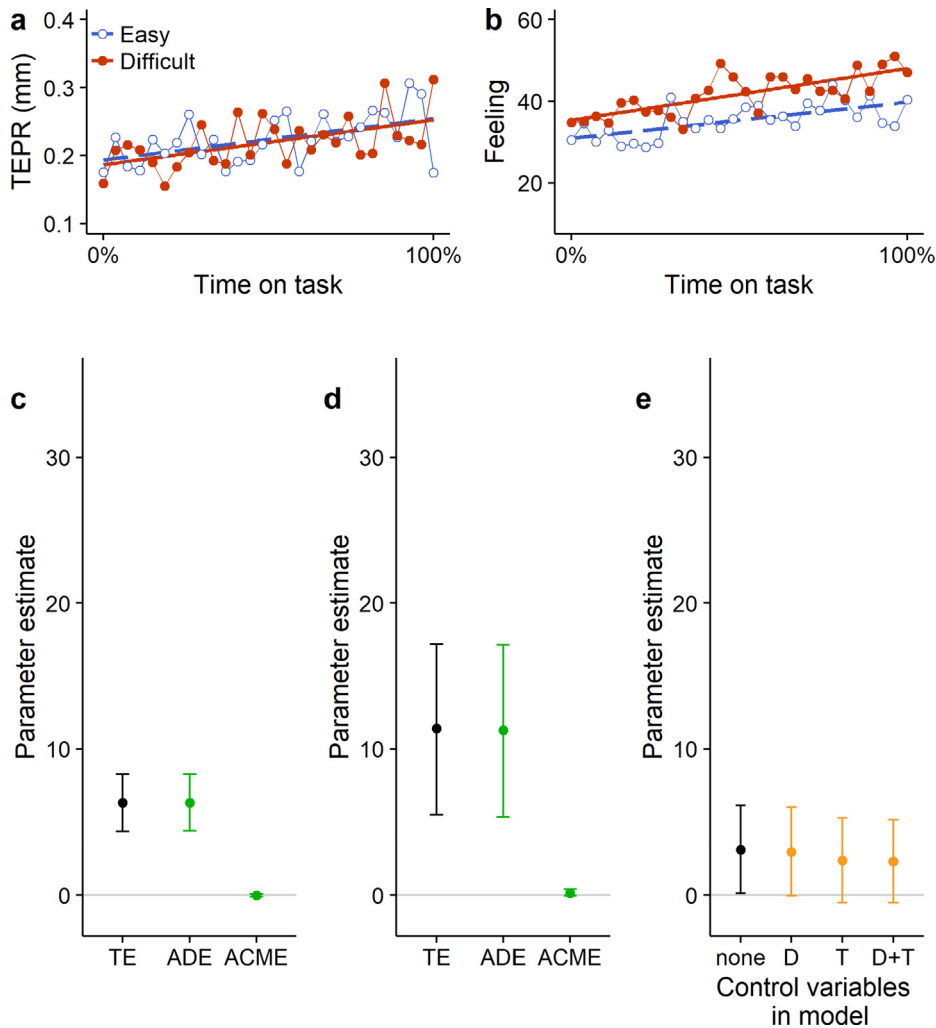 a
0.4
0.3
0.2
0.1
TEPR (mm)
Easy
Difficult
0%
100%
Time on task
b
60
40
20
Feeling
0%
100%
Time on task
c
30
20
10
0
Parameter estimate
TE
ADE
ACME
d
30
20
10
0
Parameter estimate
TE
ADE
ACME
e
30
20
10
0
Parameter estimate
none
D
T
D+T
Control variables
in model